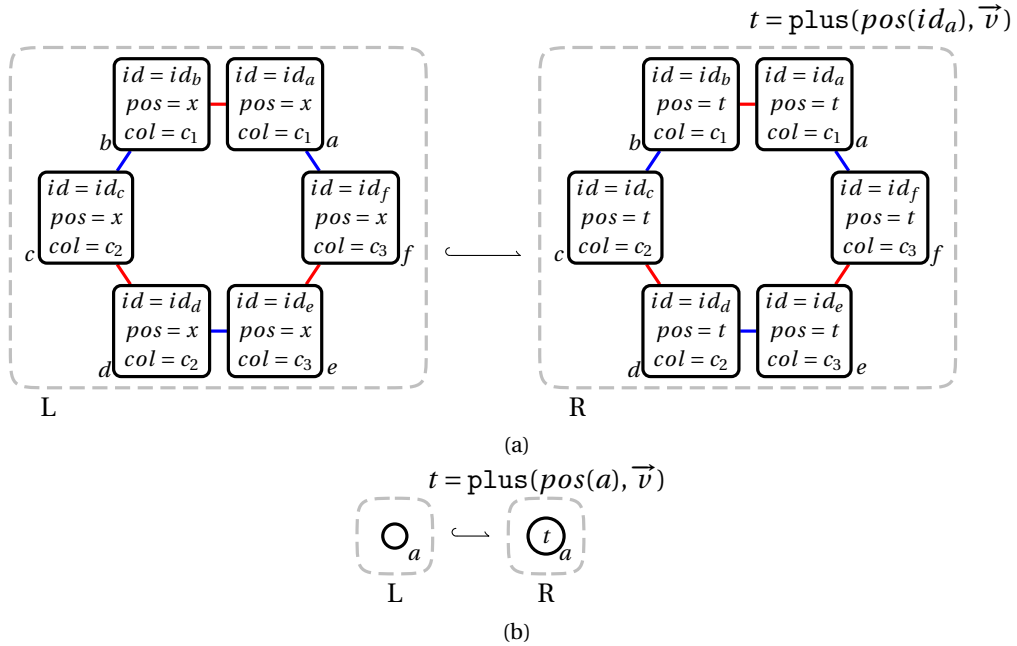 t = plus(pos(id_a), \overrightarrow{v})
id = id_b
pos = x
col = c_1
b
id = id_a
pos = x
col = c_1
a
id = id_c
pos = x
col = c_2
c
id = id_f
pos = x
col = c_3
f
id = id_d
pos = x
col = c_2
d
id = id_e
pos = x
col = c_3
e
L
id = id_b
pos = t
col = c_1
b
id = id_a
pos = t
col = c_1
a
id = id_c
pos = t
col = c_2
c
id = id_f
pos = t
col = c_3
f
id = id_d
pos = t
col = c_2
d
id = id_e
pos = t
col = c_3
e
R
(a)
t = plus(pos(a), \overrightarrow{v})
a
L
t
a
R
(b)